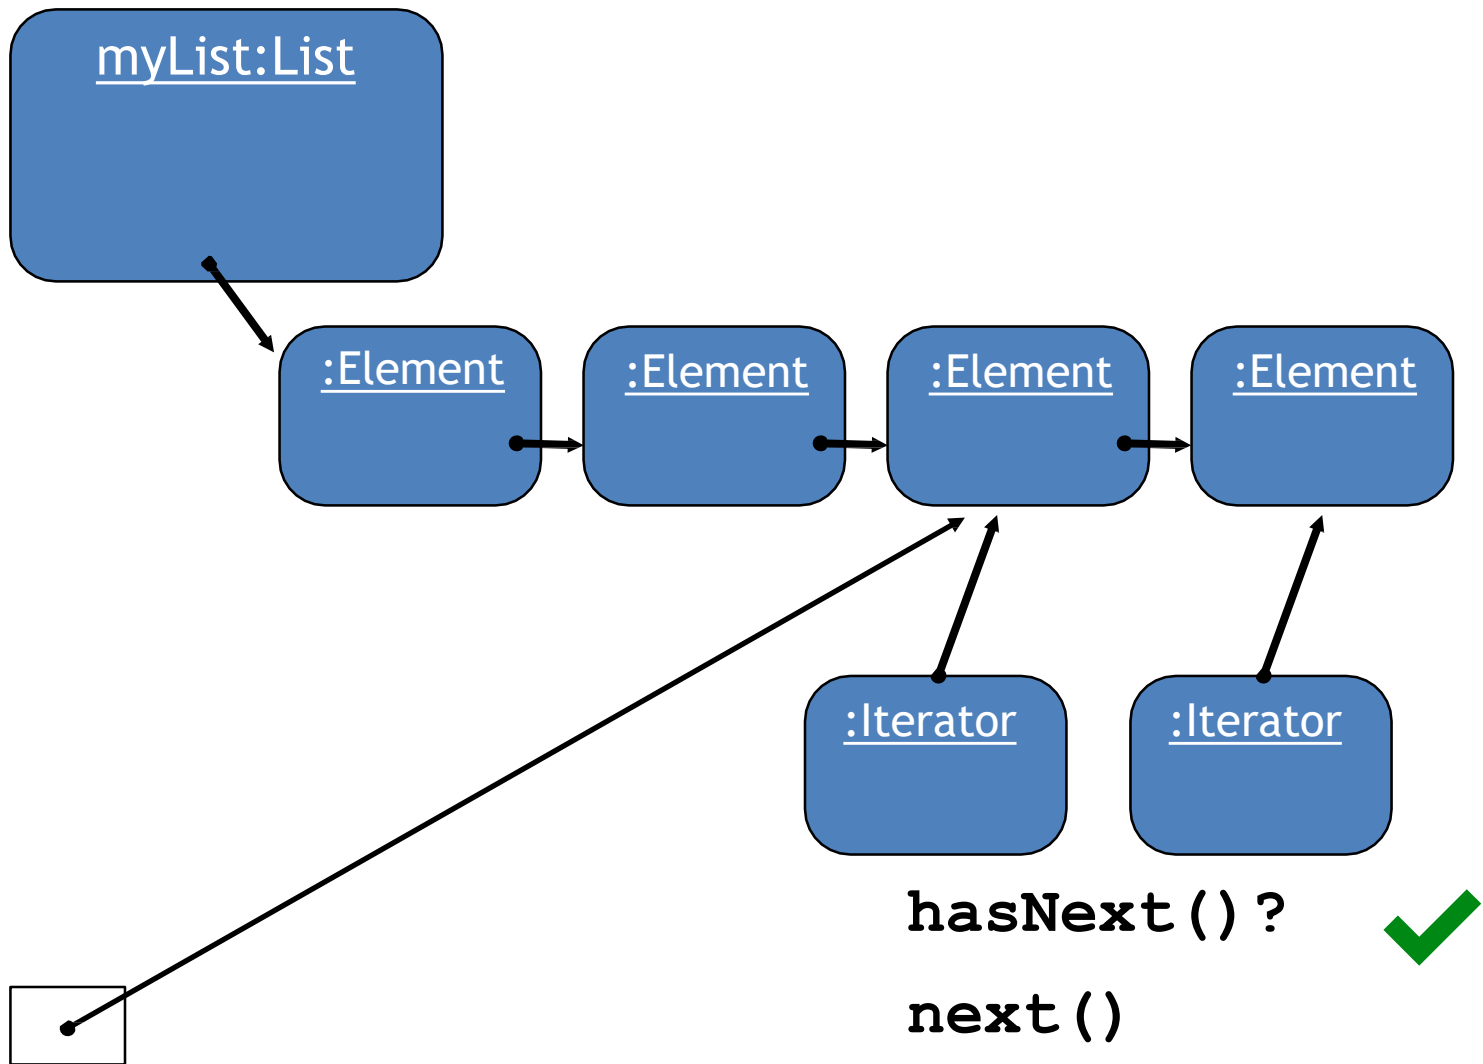 myList:List
:Element
:Element
:Element
:Element
:Iterator
:Iterator
hasNext()?
next()